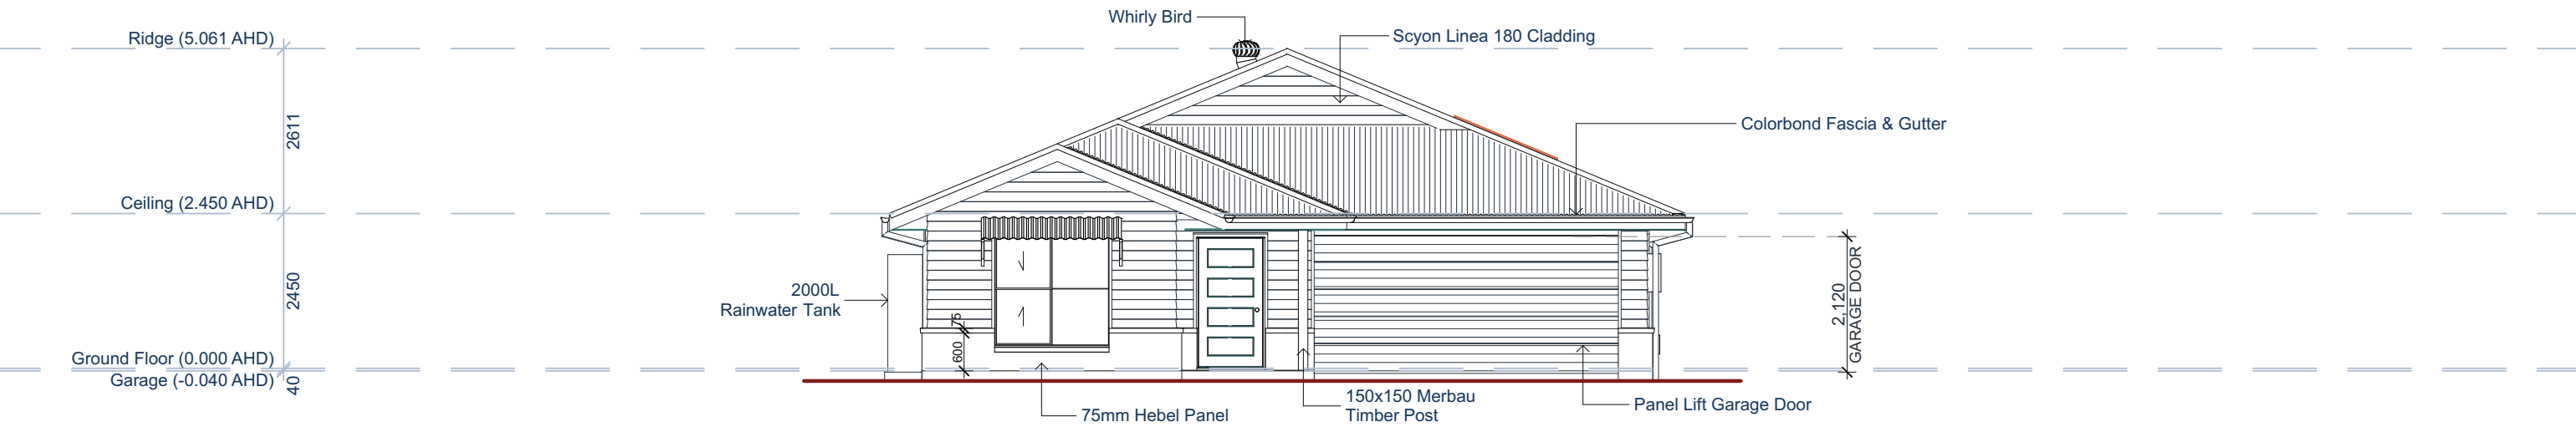 Whirly Bird
Ridge (5.061 AHD)
Scyon Linea 180 Cladding
2611
Colorbond Fascia & Gutter
Ceiling (2.450 AHD)
2450
2000L
Rainwater Tank
75
600
2,120
GARAGE DOOR
Ground Floor (0.000 AHD)
Garage (-0.040 AHD)
40
75mm Hebel Panel
150x150 Merbau
Timber Post
Panel Lift Garage Door